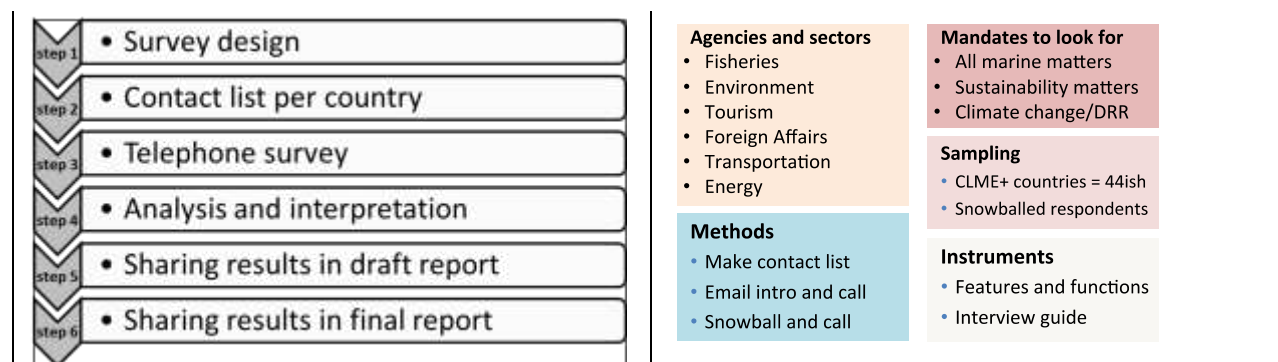 step 1
• Survey design
step 2
• Contact list per country
step 3
• Telephone survey
step 4
• Analysis and interpretation
step 5
• Sharing results in draft report
step 6
• Sharing results in final report
Agencies and sectors
• Fisheries
• Environment
• Tourism
• Foreign Affairs
• Transportation
• Energy
Methods
• Make contact list
• Email intro and call
• Snowball and call
Mandates to look for
• All marine matters
• Sustainability matters
• Climate change/DRR
Sampling
• CLME+ countries = 44ish
• Snowballed respondents
Instruments
• Features and functions
• Interview guide